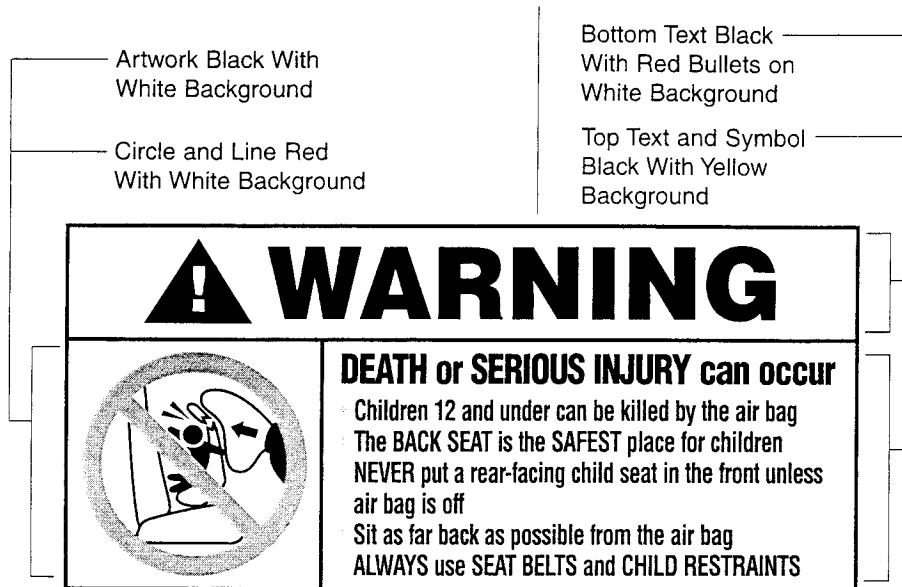 Artwork Black With
White Background
Circle and Line Red
With White Background
Bottom Text Black
With Red Bullets on
White Background
Top Text and Symbol
Black With Yellow
Background
! WARNING
DEATH or SERIOUS INJURY can occur
Children 12 and under can be killed by the air bag
The BACK SEAT is the SAFEST place for children
NEVER put a rear-facing child seat in the front unless
air bag is off
Sit as far back as possible from the air bag
ALWAYS use SEAT BELTS and CHILD RESTRAINTS